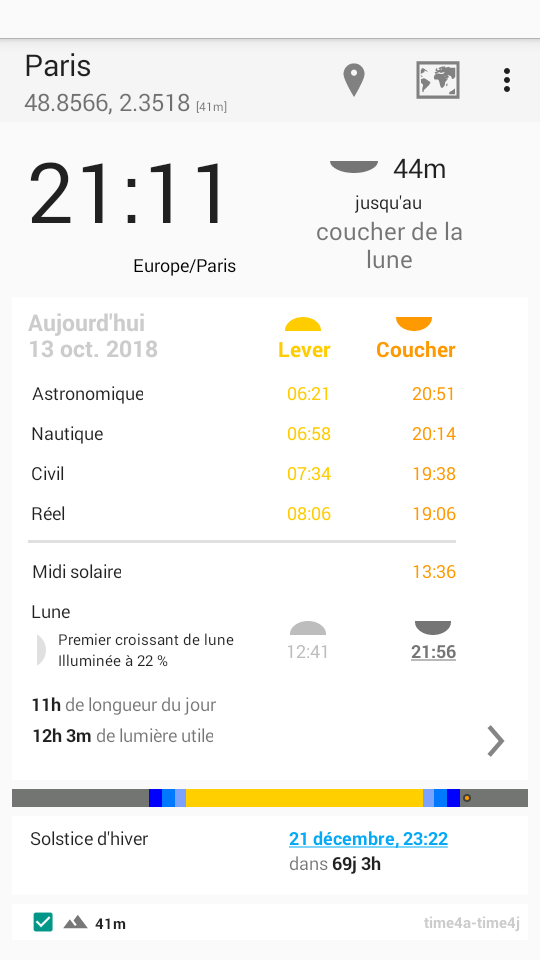 Paris
48.8566, 2.3518 [41m]
21:11
Europe/Paris
44m
jusqu'au
coucher de la
lune
Aujourd'hui
13 oct. 2018
Lever Coucher
Astronomique 06:21 20:51
Nautique 06:58 20:14
Civil 07:34 19:38
Réel 08:06 19:06
Midi solaire 13:36
Lune
Premier croissant de lune
Illuminée à 22 %
12:41 21:56
11h de longueur du jour
12h 3m de lumière utile
Solstice d'hiver 21 décembre, 23:22
dans 69j 3h
41m time4a-time4j